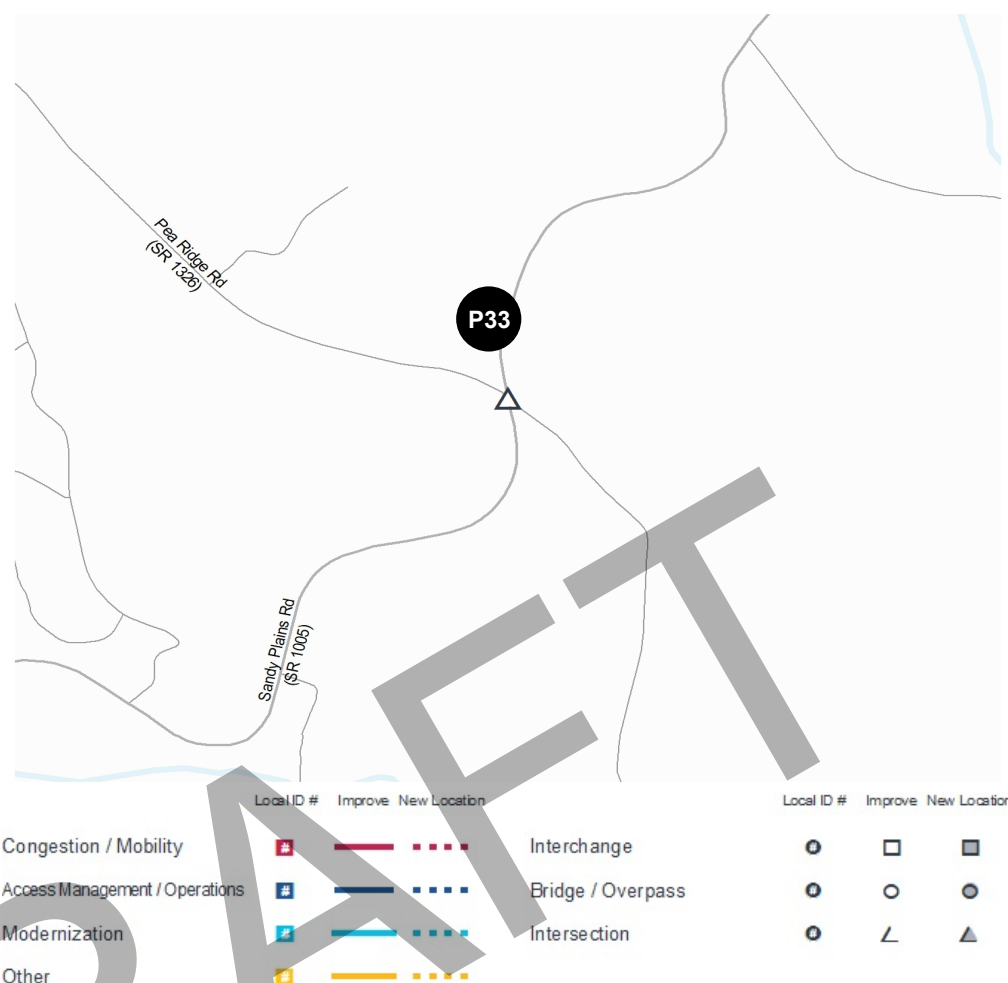 Pea Ridge Rd
(SR 1326)
P33
Sandy Plains Rd
(SR 1005)
DRAFT
Local ID # Improve New Location Local ID # Improve New Location
Congestion / Mobility # Interchange #
Access Management / Operations # Bridge / Overpass #
Modernization # Intersection #
Other #